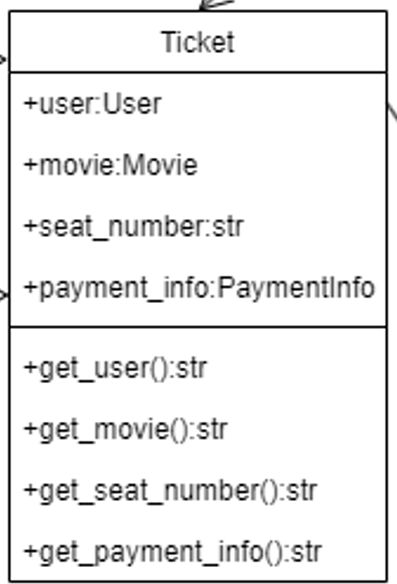 Ticket
+user:User
+movie:Movie
+seat_number:str
+payment_info:PaymentInfo
+get_user():str
+get_movie():str
+get_seat_number():str
+get_payment_info():str